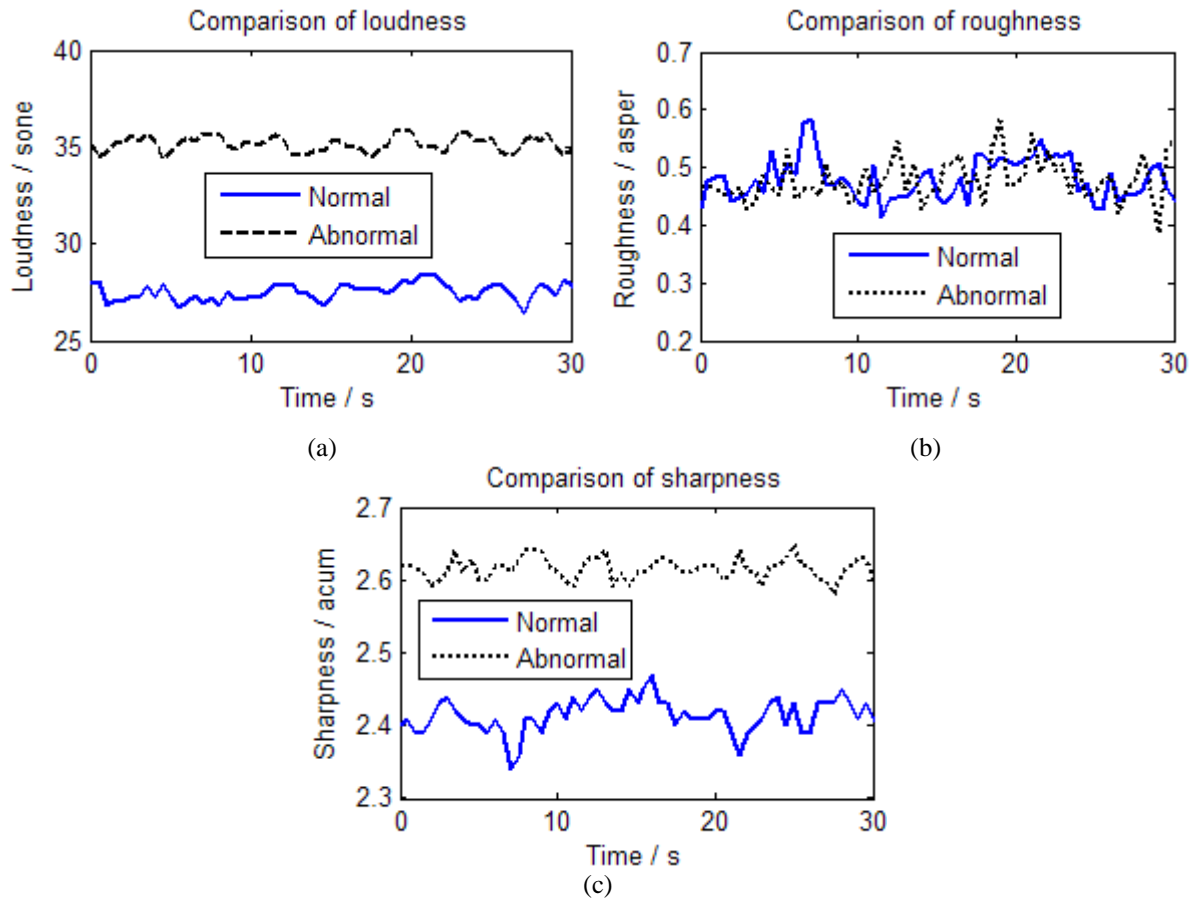 Comparison of loudness
40
35
30
25
Loudness / sone
Normal
Abnormal
0 10 20 30
Time / s
(a)
Comparison of roughness
0.7
0.6
0.5
0.4
0.3
0.2
Roughness / asper
Normal
Abnormal
0 10 20 30
Time / s
(b)
Comparison of sharpness
2.7
2.6
2.5
2.4
2.3
Sharpness / acum
Normal
Abnormal
0 10 20 30
Time / s
(c)